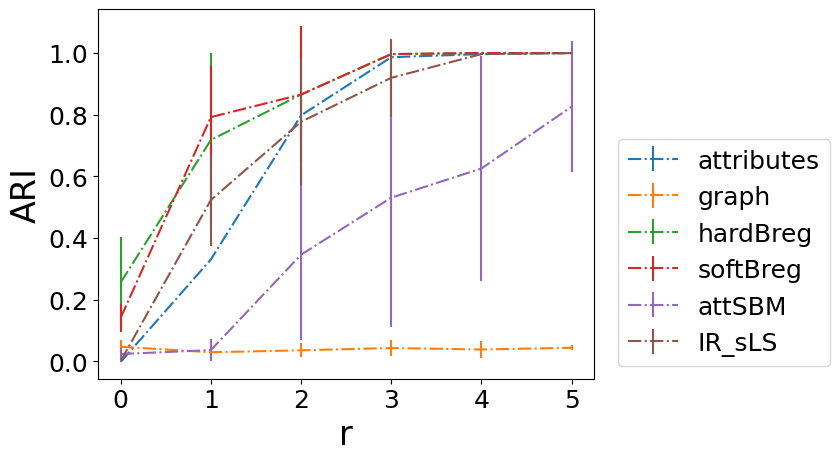 1.0
0.8
0.6
0.4
0.2
0.0
ARI
0 1 2 3 4 5
r
attributes
graph
hardBreg
softBreg
attSBM
IR_sLS